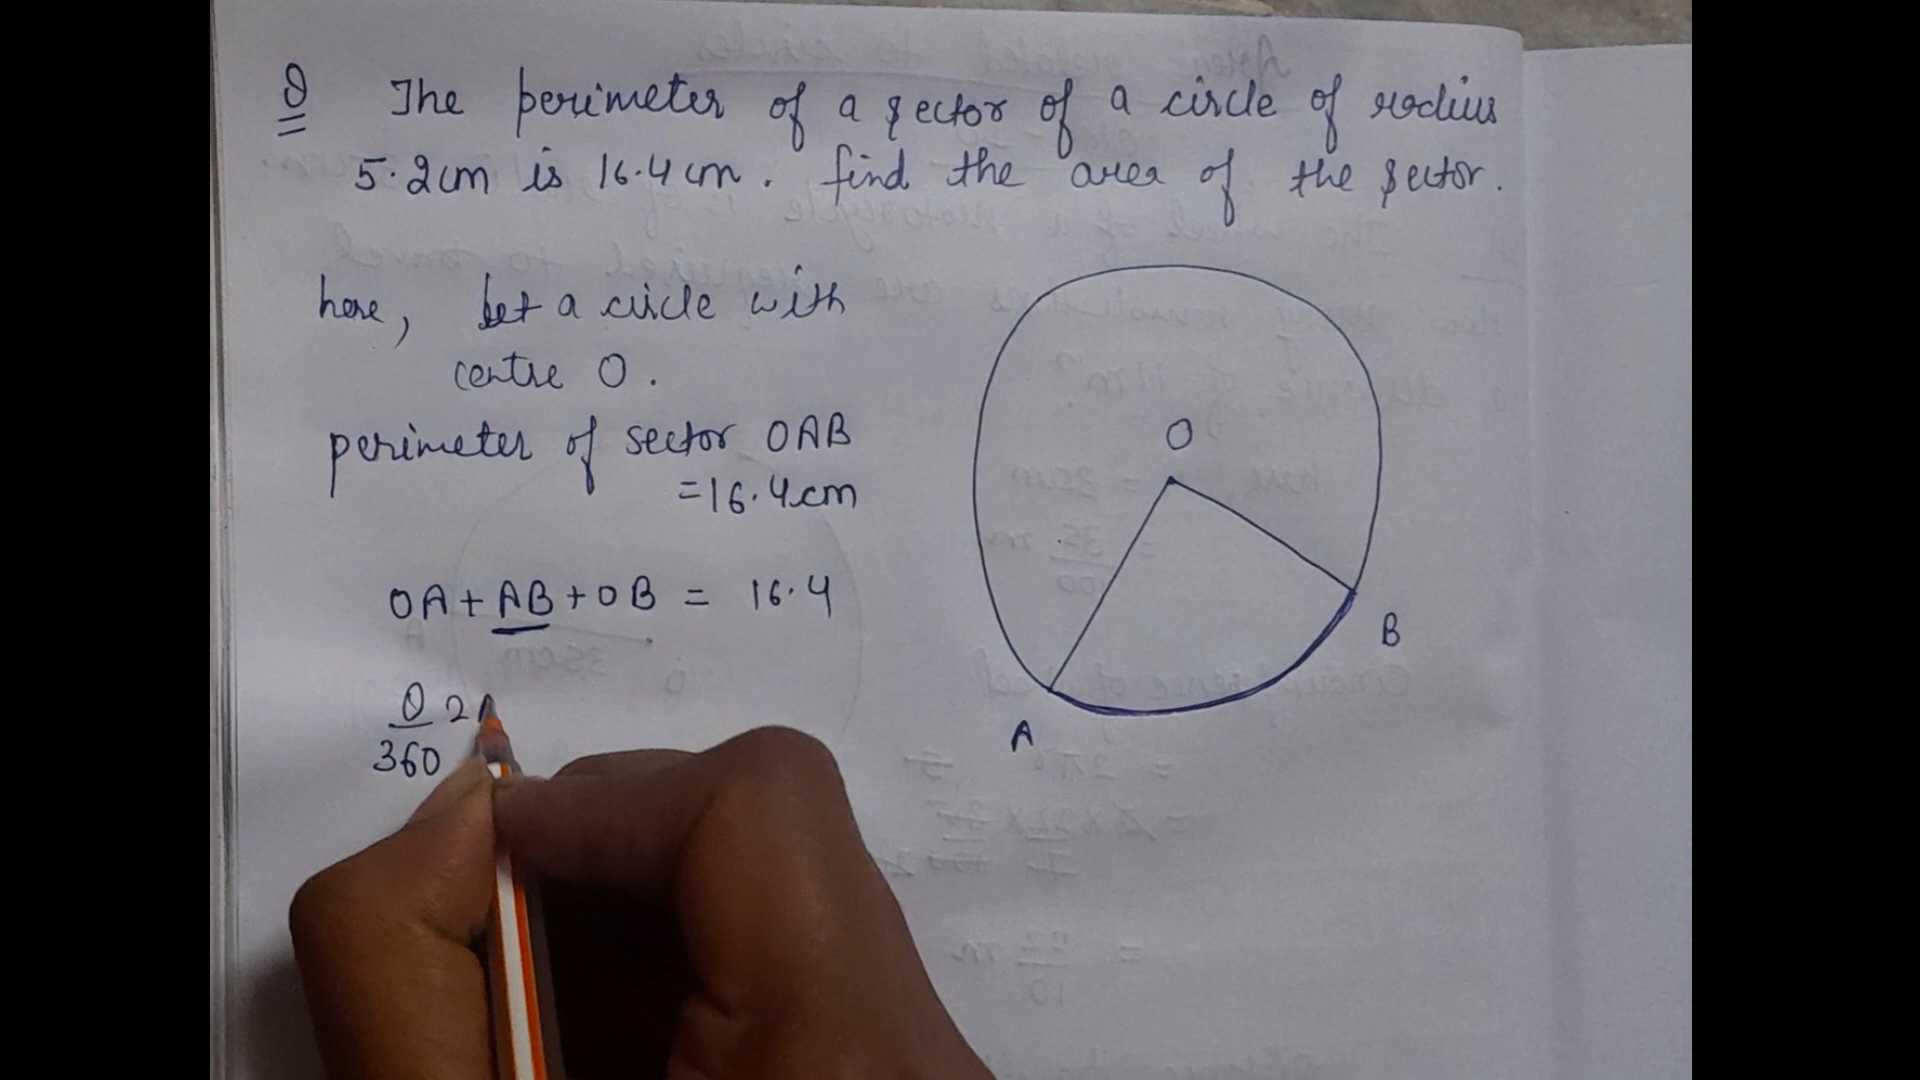 Q The perimeter of a sector of a circle of radius
5.2cm is 16.4cm. find the area of the sector.
here, Let a circle with
centre O.
perimeter of sector OAB
=16.4cm
OA+AB+OB = 16.4
θ 2
360
O
B
A